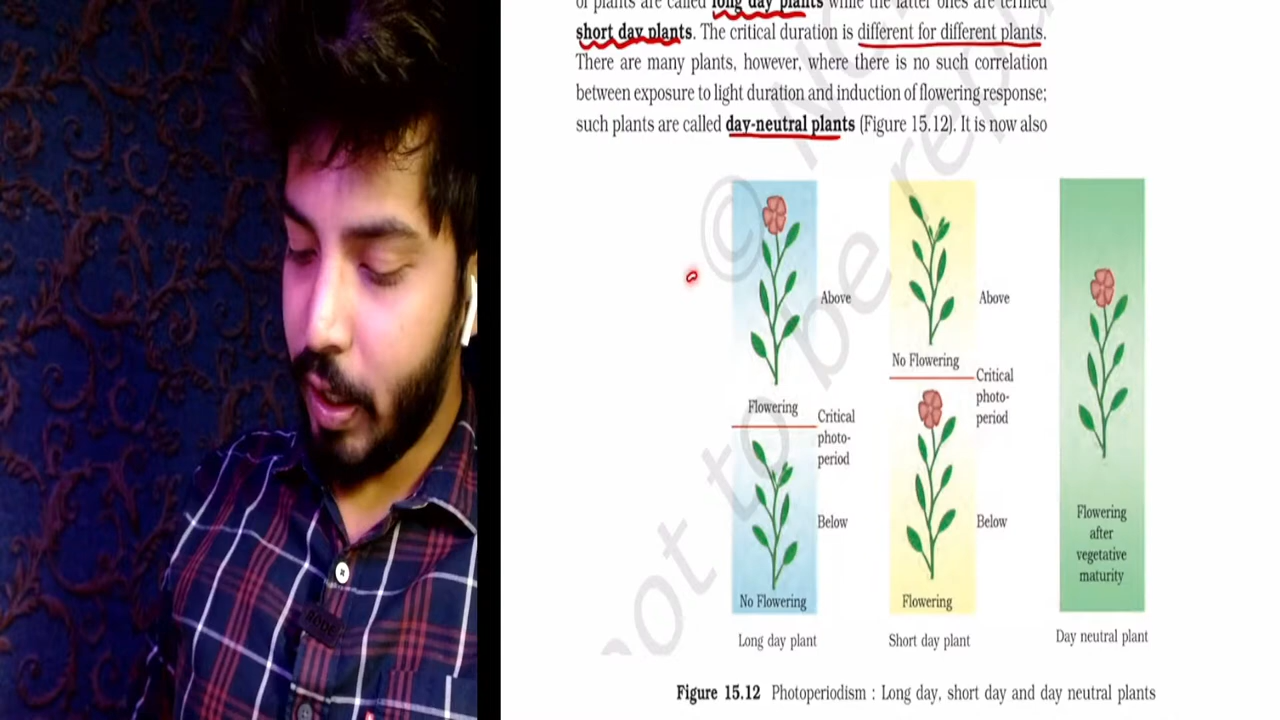 of plants are called long day plants while the latter ones are termed
short day plants. The critical duration is different for different plants.
There are many plants, however, where there is no such correlation
between exposure to light duration and induction of flowering response;
such plants are called day-neutral plants (Figure 15.12). It is now also
Above
Flowering
Critical
photo-
period
Below
No Flowering
Long day plant
Above
No Flowering
Critical
photo-
period
Below
Flowering
Short day plant
Flowering
after
vegetative
maturity
Day neutral plant
Figure 15.12 Photoperiodism : Long day, short day and day neutral plants
not to be repu
© NC